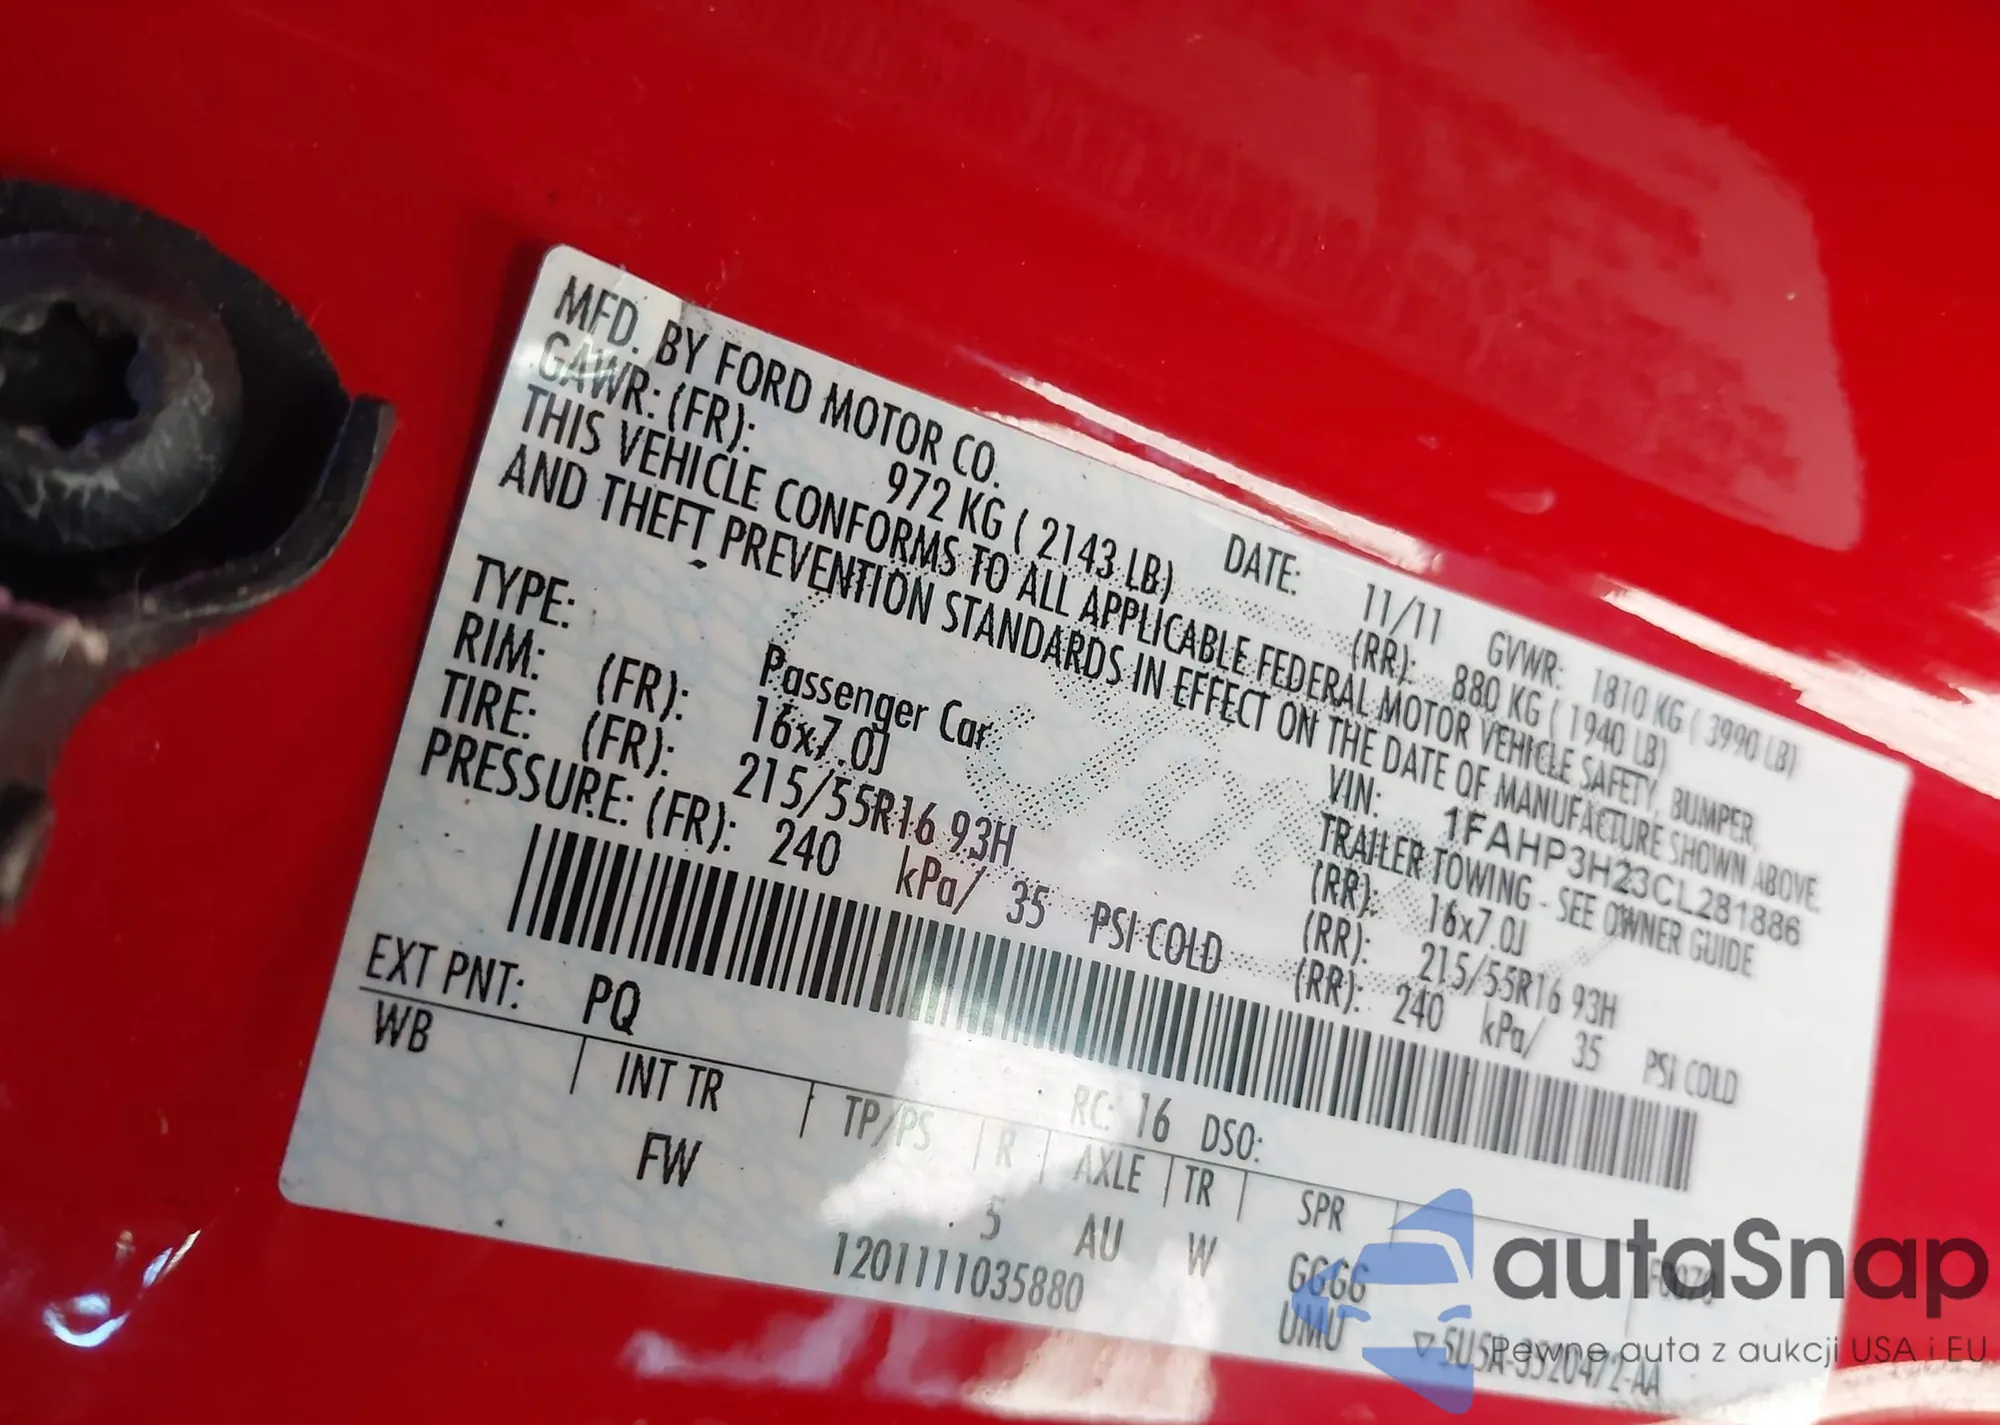 MFD. BY FORD MOTOR CO. DATE: 11/11 GVWR: 1810 KG ( 3990 LB)
GAWR: (FR): 972 KG ( 2143 LB) (RR): 880 KG ( 1940 LB)
THIS VEHICLE CONFORMS TO ALL APPLICABLE FEDERAL MOTOR VEHICLE SAFETY, BUMPER,
AND THEFT PREVENTION STANDARDS IN EFFECT ON THE DATE OF MANUFACTURE SHOWN ABOVE.
VIN: 1FAHP3H23CL281886
TYPE: Passenger Car TRAILER TOWING - SEE OWNER GUIDE
RIM: (FR): 16x7.0J (RR): 16x7.0J
TIRE: (FR): 215/55R16 93H (RR): 215/55R16 93H
PRESSURE: (FR): 240 kPa/ 35 PSI COLD (RR): 240 kPa/ 35 PSI COLD
EXT PNT: PQ RC: 16 DSO:
WB INT TR TP/PS R AXLE TR SPR
FW 5 AU W GGGG
1201111035880 UMU
autaSnap
Pewne auta z aukcji USA i EU